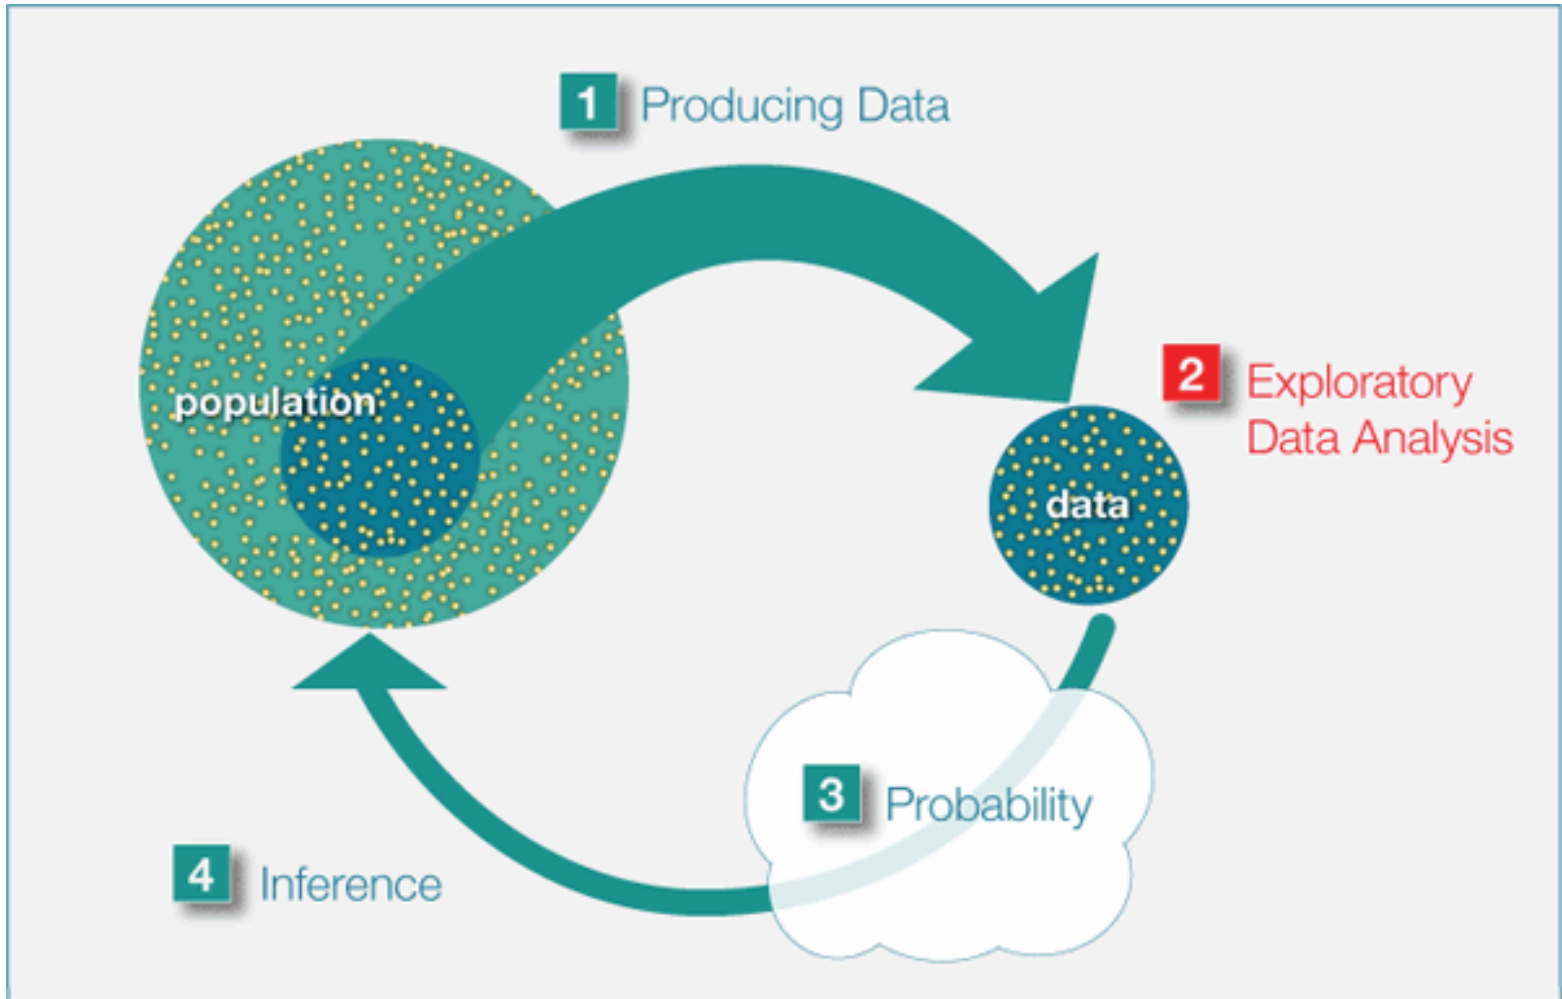 1 Producing Data
population
2 Exploratory
Data Analysis
data
3 Probability
4 Inference